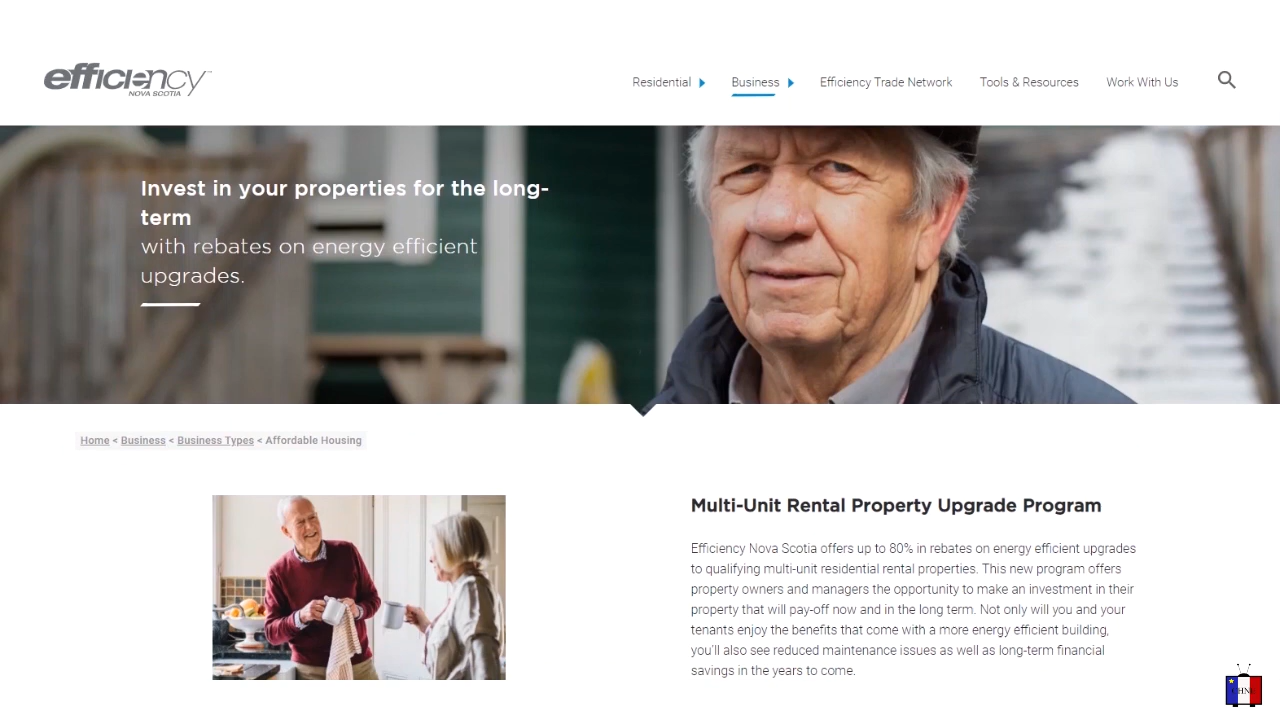 efficiency
NOVA SCOTIA
Residential Business Efficiency Trade Network Tools & Resources Work With Us
Invest in your properties for the long-
term
with rebates on energy efficient
upgrades.
Home < Business < Business Types < Affordable Housing
Multi-Unit Rental Property Upgrade Program
Efficiency Nova Scotia offers up to 80% in rebates on energy efficient upgrades
to qualifying multi-unit residential rental properties. This new program offers
property owners and managers the opportunity to make an investment in their
property that will pay-off now and in the long term. Not only will you and your
tenants enjoy the benefits that come with a more energy efficient building,
you'll also see reduced maintenance issues as well as long-term financial
savings in the years to come.